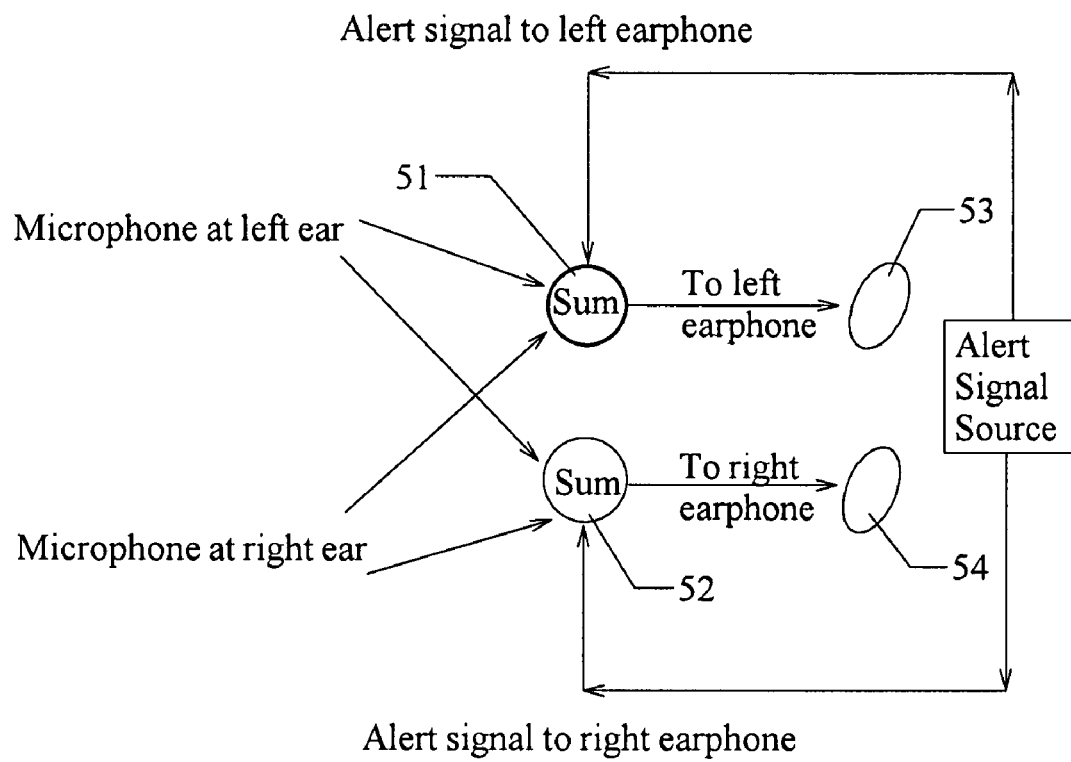 Alert signal to left earphone
51
53
Microphone at left ear
Sum
To left
earphone
Alert
Signal
Source
Sum
To right
earphone
Microphone at right ear
52
54
Alert signal to right earphone